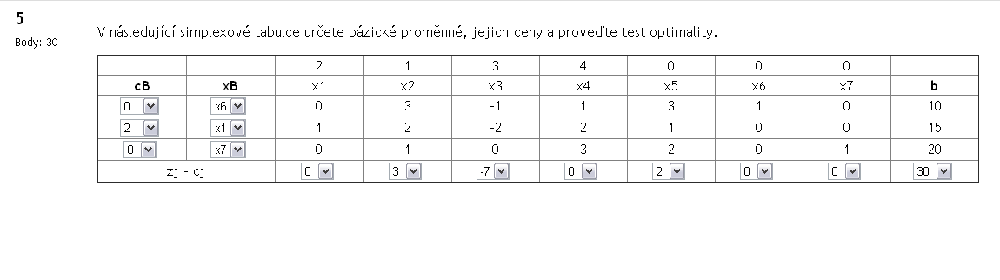 5
Body: 30
V následující simplexové tabulce určete bázické proměnné, jejich ceny a proveďte test optimality.
2 1 3 4 0 0 0
cB xB x1 x2 x3 x4 x5 x6 x7 b
0 x6 0 3 -1 1 3 1 0 10
2 x1 1 2 -2 2 1 0 0 15
0 x7 0 1 0 3 2 0 1 20
zj - cj 0 3 -7 0 2 0 0 30